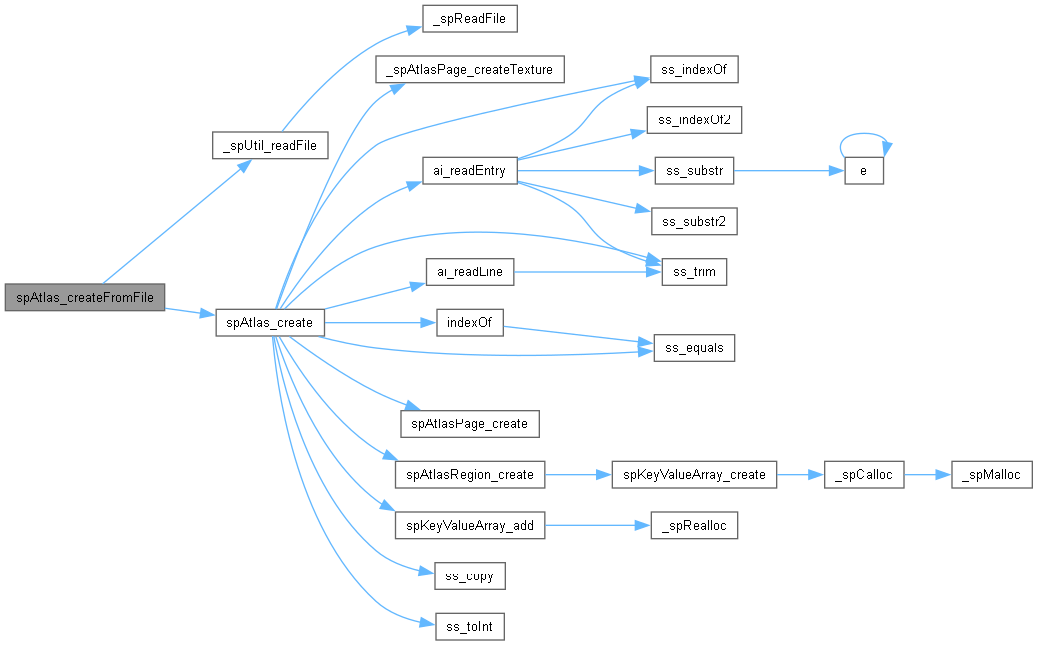 _spReadFile
_spAtlasPage_createTexture
ss_indexOf
ss_indexOf2
_spUtil_readFile
ai_readEntry
ss_substr
e
ss_substr2
ai_readLine
ss_trim
spAtlas_createFromFile
spAtlas_create
indexOf
ss_equals
spAtlasPage_create
spAtlasRegion_create
spKeyValueArray_create
_spCalloc
_spMalloc
spKeyValueArray_add
_spRealloc
ss_copy
ss_toInt